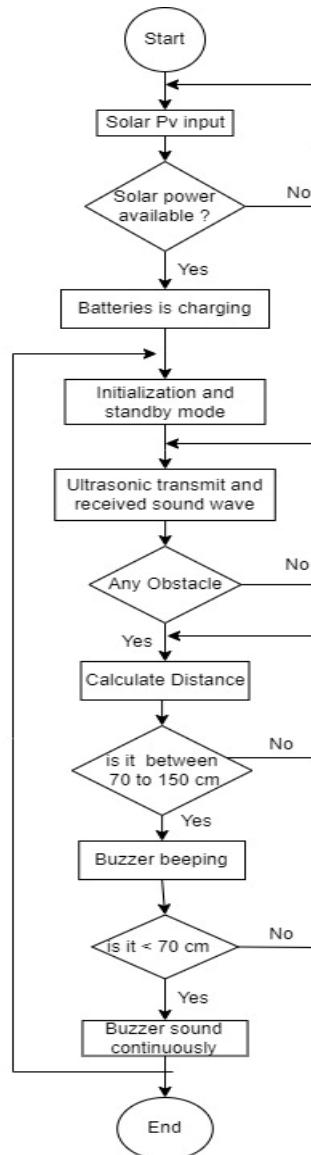 Start
Solar Pv input
Solar power
available ?
No
Yes
Batteries is charging
Initialization and
standby mode
Ultrasonic transmit and
received sound wave
Any Obstacle
No
Yes
Calculate Distance
is it between
70 to 150 cm
No
Yes
Buzzer beeping
is it < 70 cm
No
Yes
Buzzer sound
continuously
End